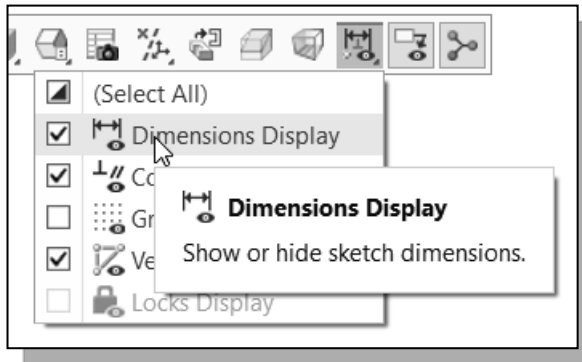 (Select All)
Dimensions Display
Co
Dimensions Display
Gr
Show or hide sketch dimensions.
Ve
Locks Display